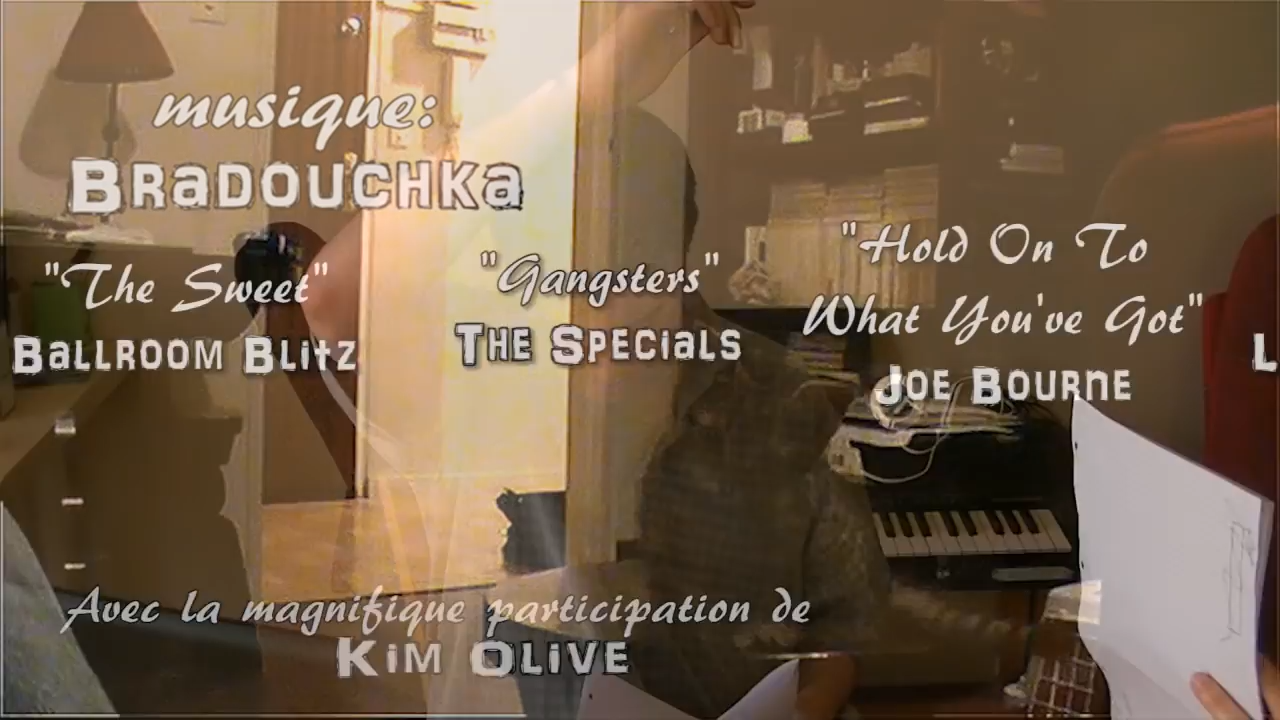 musique:
Bradouchka
"The Sweet"
Ballroom Blitz
"Gangsters"
The Specials
"Hold On To
What You've Got"
Joe Bourne
L
Avec la magnifique participation de
Kim Olive